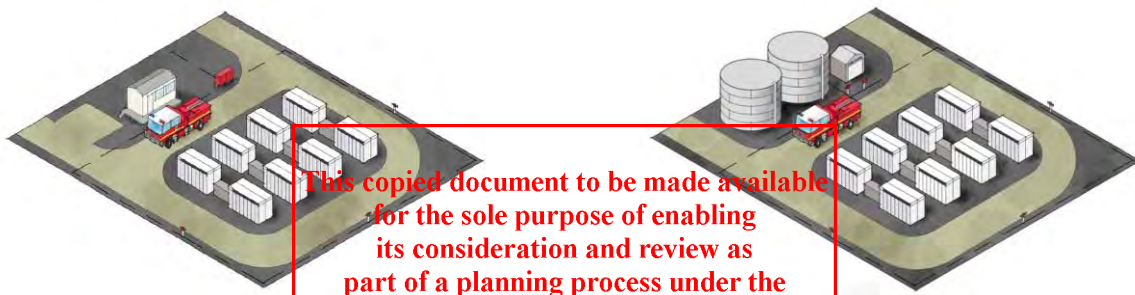 This copied document to be made available
for the sole purpose of enabling
its consideration and review as
part of a planning process under the